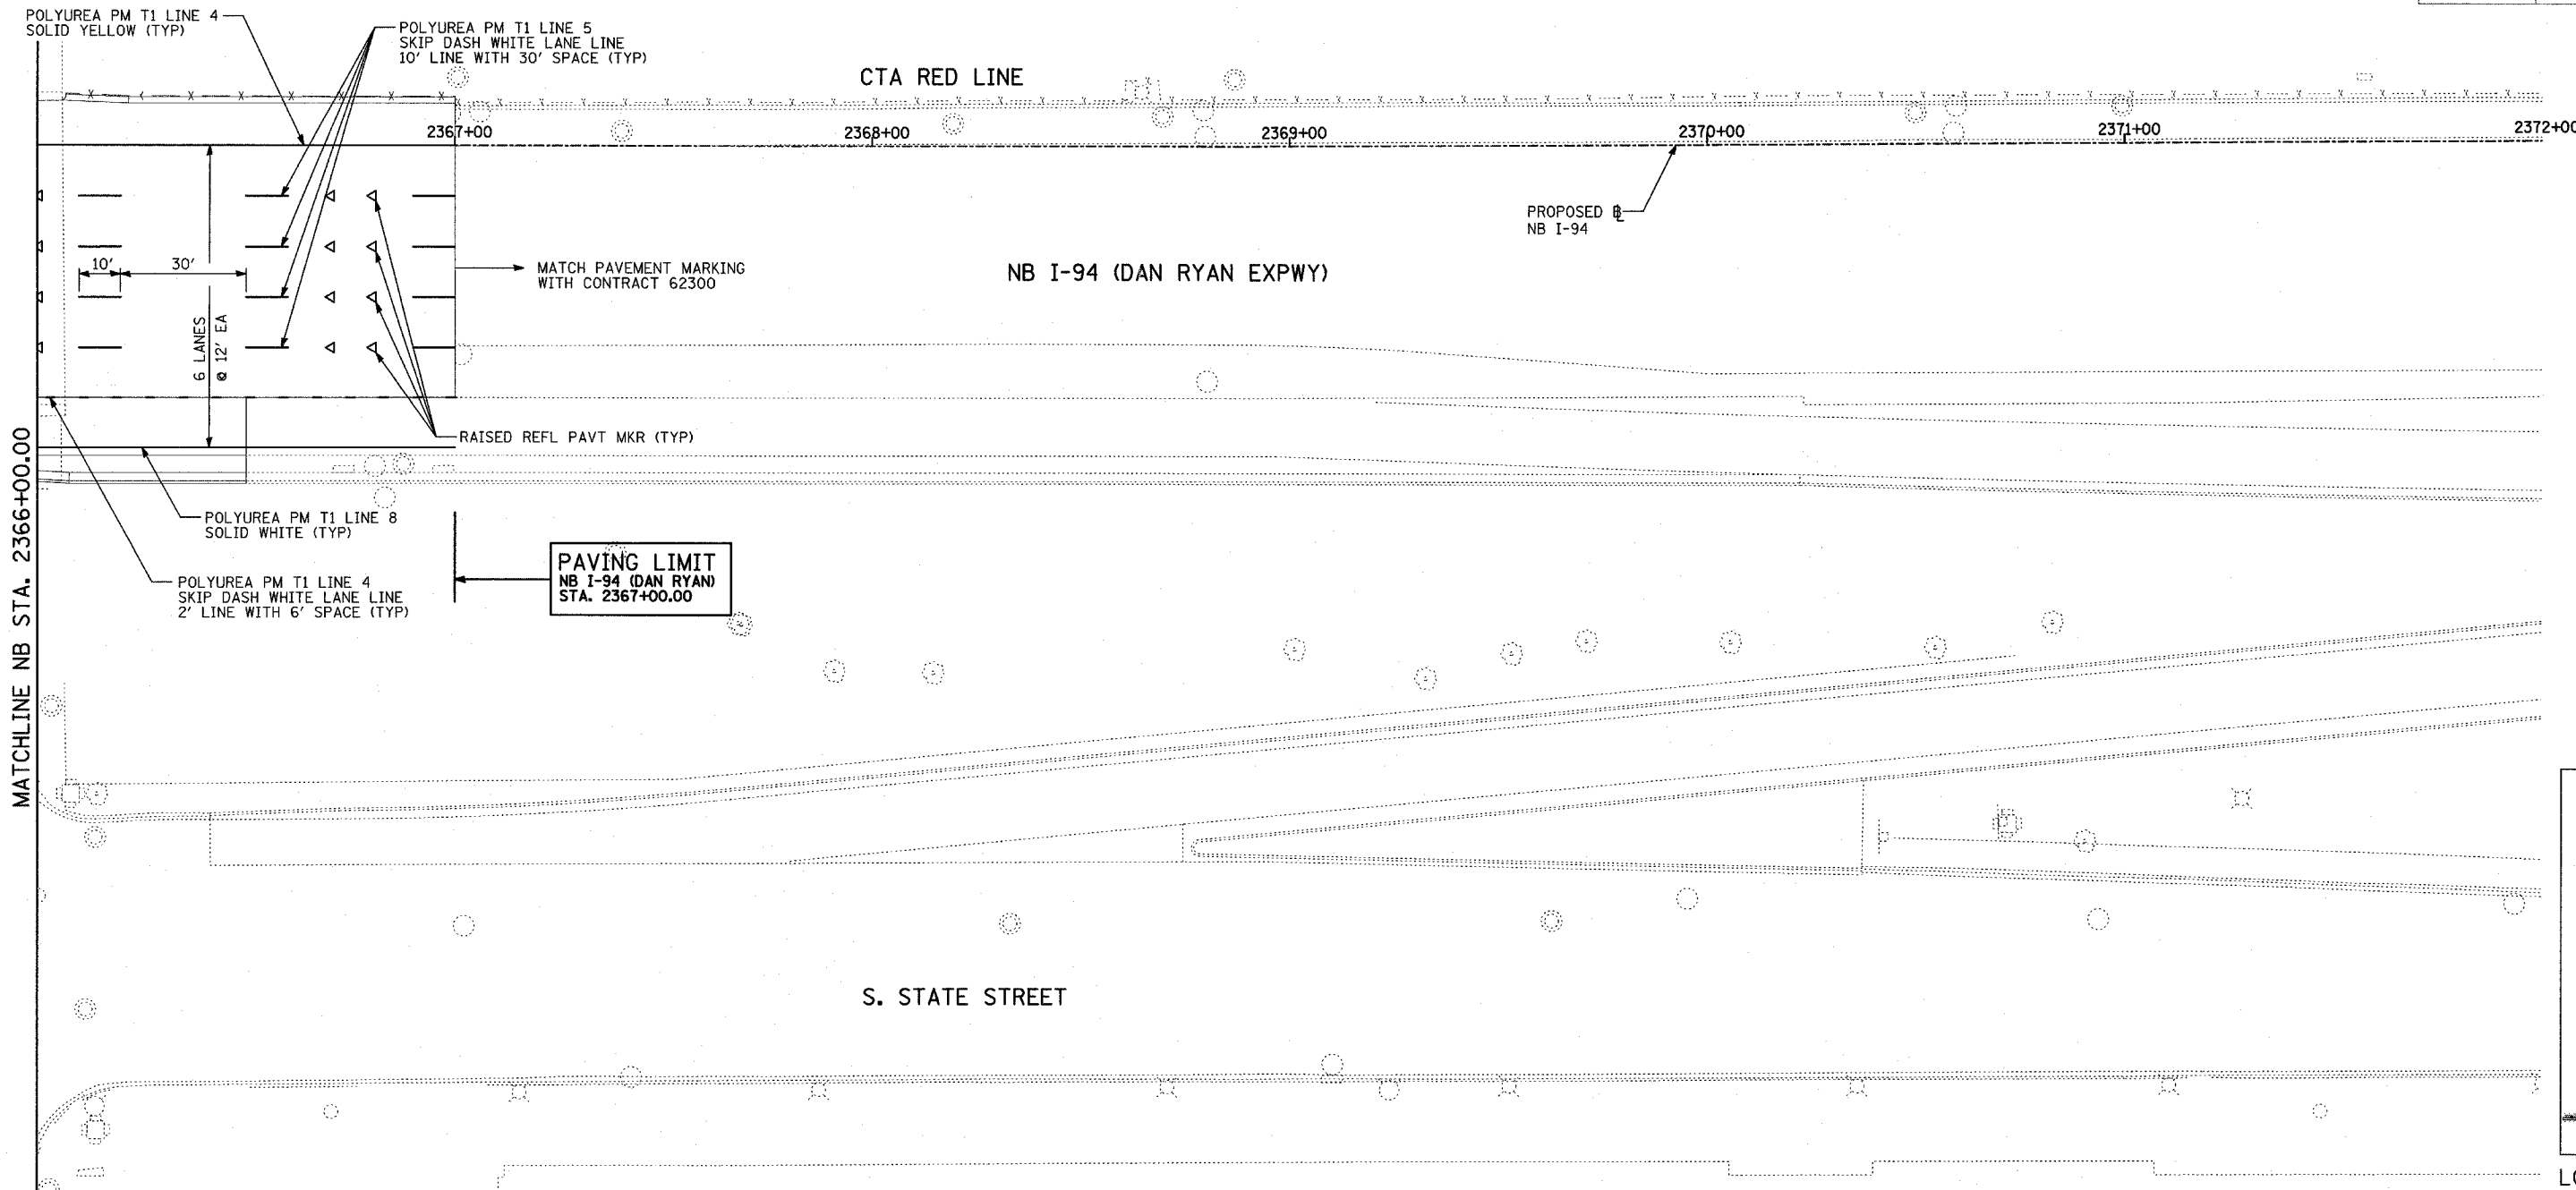 POLYUREA PM T1 LINE 4
SOLID YELLOW (TYP)
POLYUREA PM T1 LINE 5
SKIP DASH WHITE LANE LINE
10' LINE WITH 30' SPACE (TYP)
CTA RED LINE
2367+00
2368+00
2369+00
2370+00
2371+00
2372+00
PROPOSED ℄
NB I-94
10'
30'
MATCH PAVEMENT MARKING
WITH CONTRACT 62300
NB I-94 (DAN RYAN EXPWY)
6 LANES
@ 12' EA
RAISED REFL PAVT MKR (TYP)
MATCHLINE NB STA. 2366+00.00
POLYUREA PM T1 LINE 8
SOLID WHITE (TYP)
PAVING LIMIT
NB I-94 (DAN RYAN)
STA. 2367+00.00
POLYUREA PM T1 LINE 4
SKIP DASH WHITE LANE LINE
2' LINE WITH 6' SPACE (TYP)
S. STATE STREET